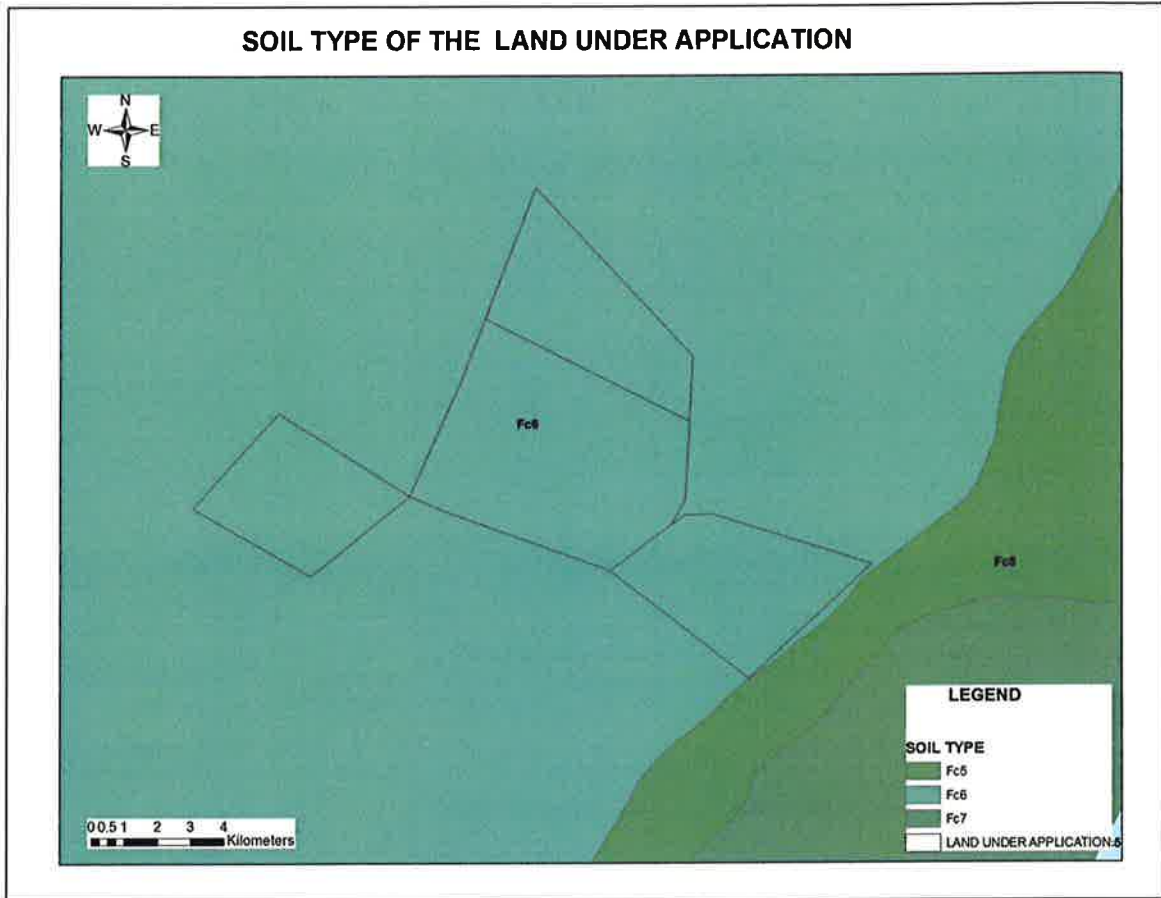 SOIL TYPE OF THE LAND UNDER APPLICATION
N
W E
S
Fc6
Fc5
LEGEND
SOIL TYPE
Fc5
Fc6
Fc7
LAND UNDER APPLICATION:5
0 0.5 1 2 3 4
Kilometers